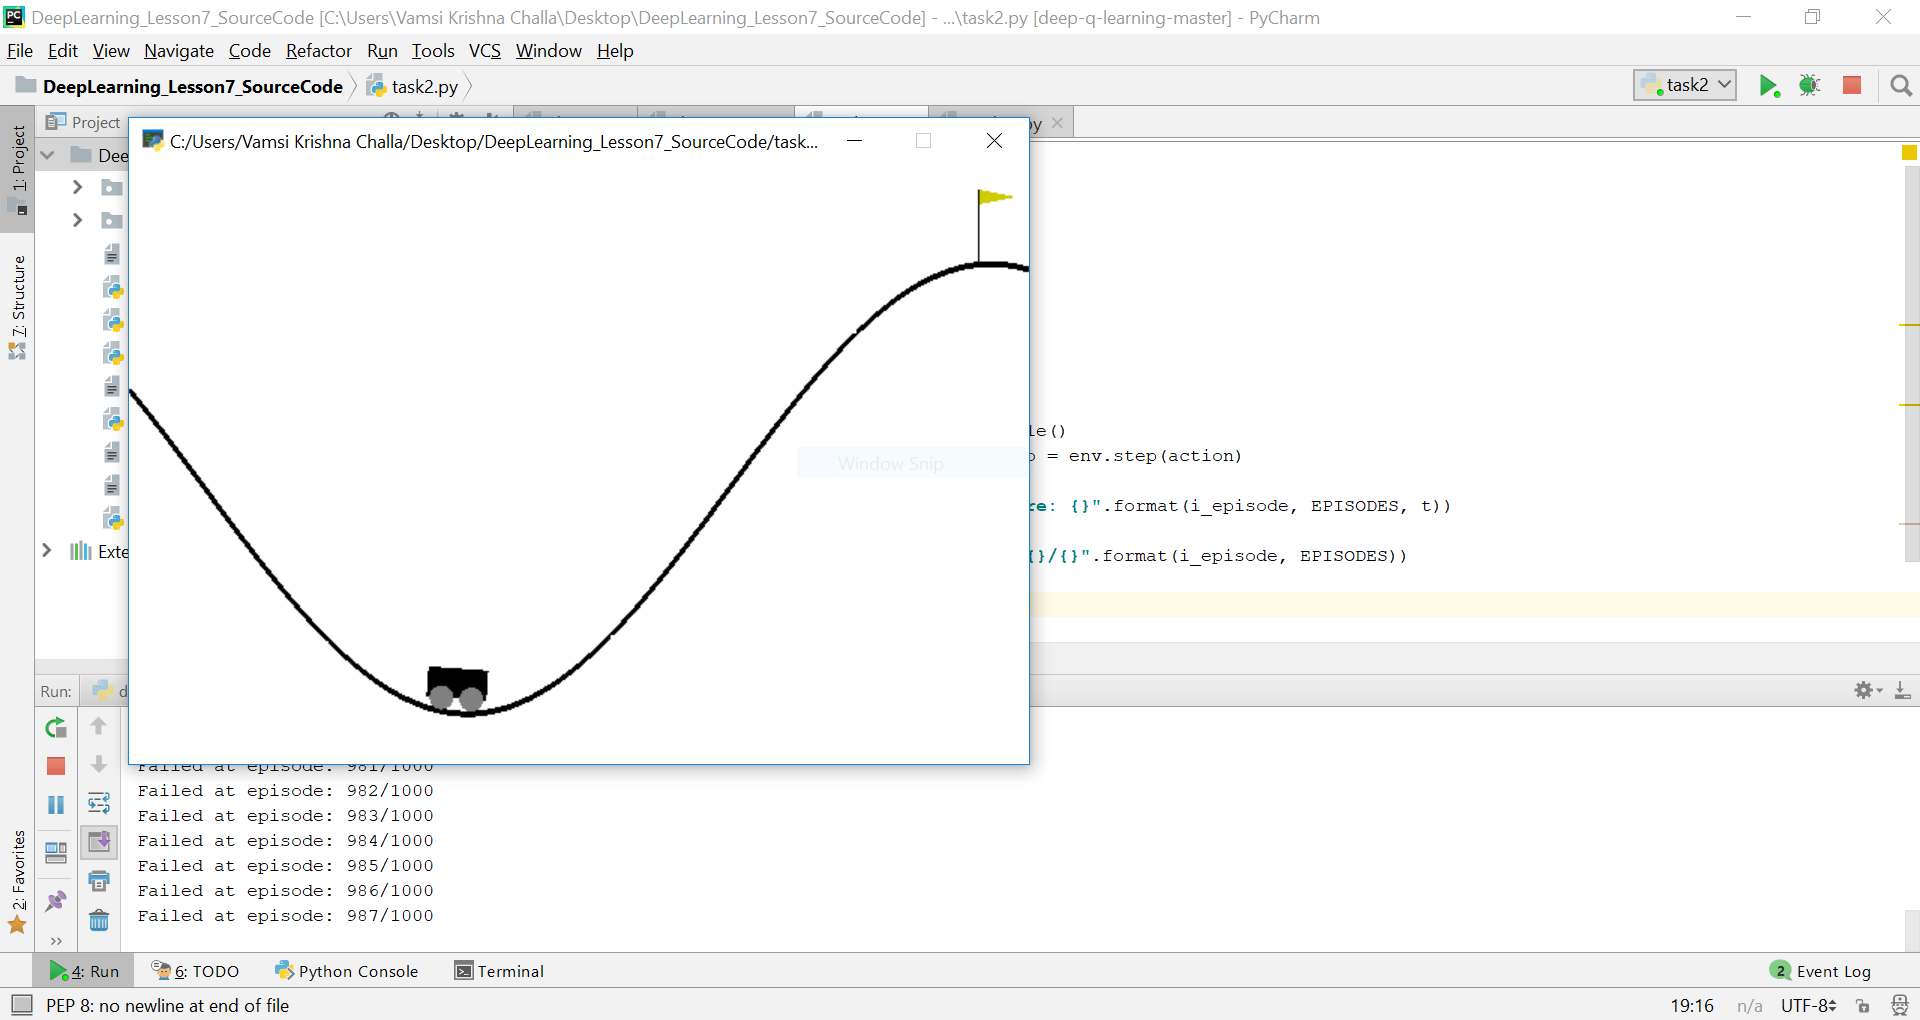 DeepLearning_Lesson7_SourceCode [C:\Users\Vamsi Krishna Challa\Desktop\DeepLearning_Lesson7_SourceCode] - ...\task2.py [deep-q-learning-master] - PyCharm
File Edit View Navigate Code Refactor Run Tools VCS Window Help
DeepLearning_Lesson7_SourceCode task2.py
task2
Project
py
C:/Users/Vamsi Krishna Challa/Desktop/DeepLearning_Lesson7_SourceCode/task...
1: Project
Dee
7: Structure
le()
= env.step(action)
Window Snip
re: {}".format(i_episode, EPISODES, t))
{}/{}".format(i_episode, EPISODES))
Exte
Run: d
Failed at episode: 981/1000
Failed at episode: 982/1000
Failed at episode: 983/1000
Failed at episode: 984/1000
Failed at episode: 985/1000
Failed at episode: 986/1000
Failed at episode: 987/1000
2: Favorites
4: Run 6: TODO Python Console Terminal 2 Event Log
PEP 8: no newline at end of file 19:16 n/a UTF-8